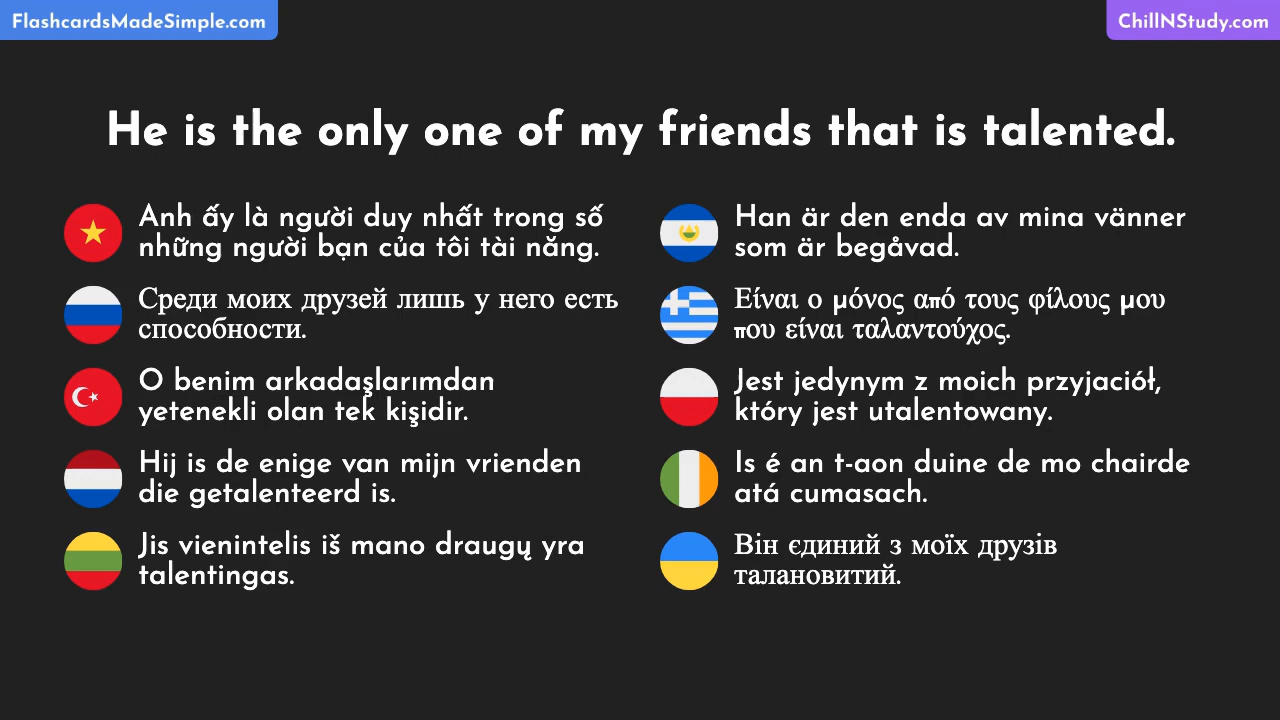 FlashcardsMadeSimple.com
ChillNStudy.com
He is the only one of my friends that is talented.
Anh ấy là người duy nhất trong số
những người bạn của tôi tài năng.
Среди моих друзей лишь у него есть
способности.
O benim arkadaşlarımdan
yetenekli olan tek kişidir.
Hij is de enige van mijn vrienden
die getalenteerd is.
Jis vienintelis iš mano draugų yra
talentingas.
Han är den enda av mina vänner
som är begåvad.
Είναι ο μόνος από τους φίλους μου
που είναι ταλαντούχος.
Jest jedynym z moich przyjaciół,
który jest utalentowany.
Is é an t-aon duine de mo chairde
atá cumasach.
Він єдиний з моїх друзів
талановитий.